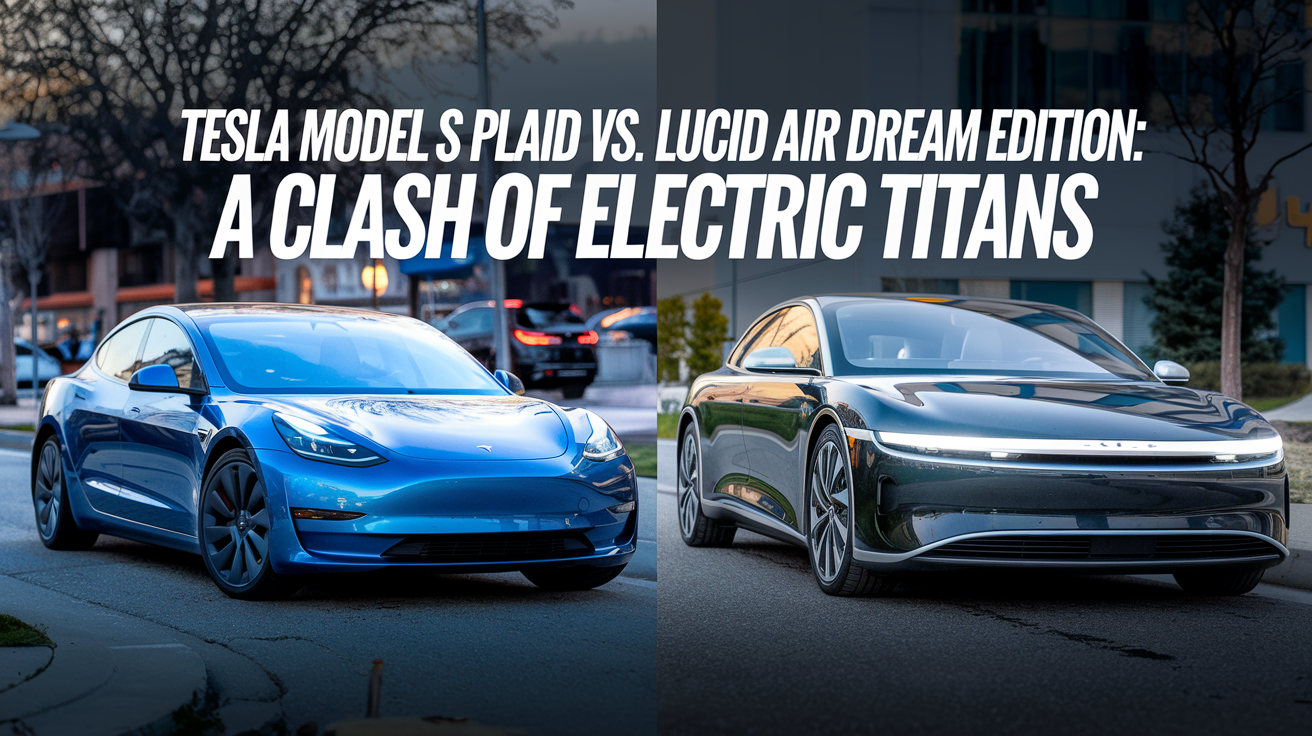 TESLA MODEL S PLAID VS. LUCID AIR DREAM EDITION:
A CLASH OF ELECTRIC TITANS